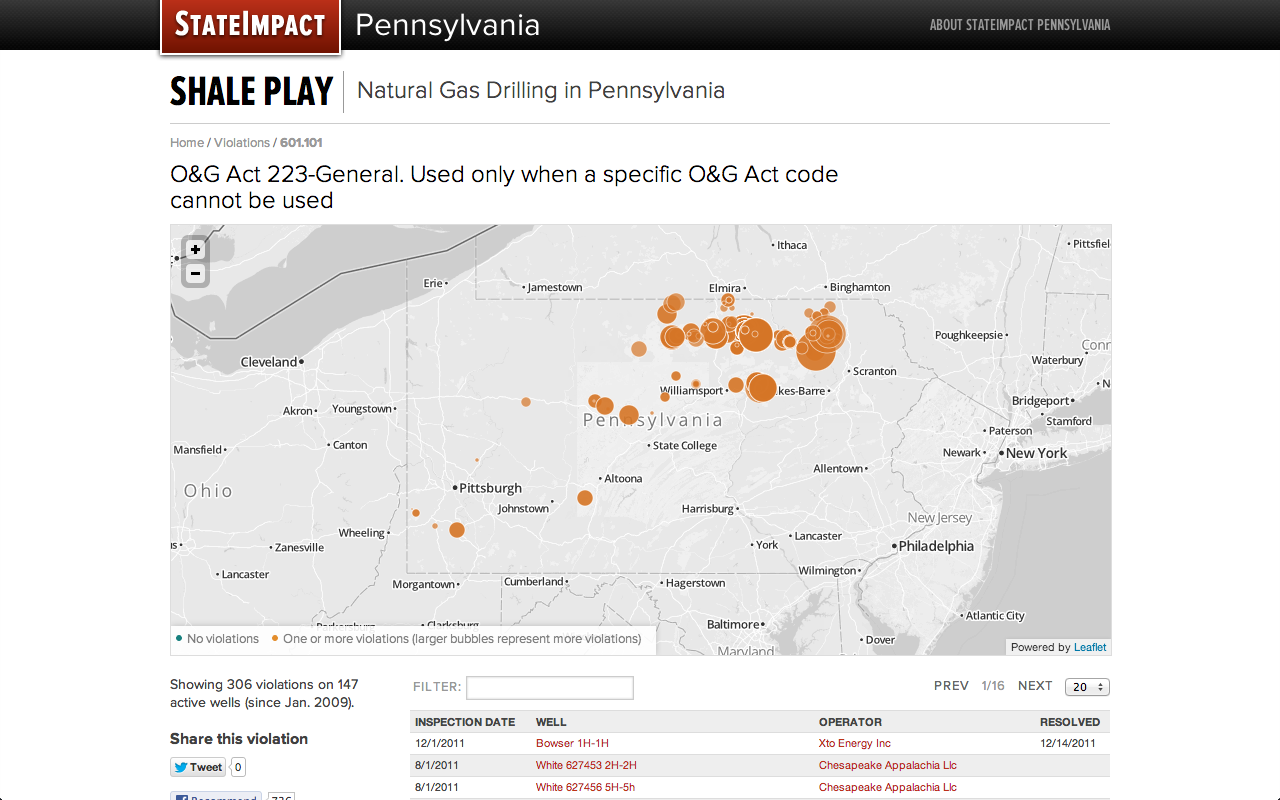 STATEIMPACT Pennsylvania
ABOUT STATEIMPACT PENNSYLVANIA
SHALE PLAY Natural Gas Drilling in Pennsylvania
Home / Violations / 601.101
O&G Act 223-General. Used only when a specific O&G Act code
cannot be used
+
−
Ithaca
Pittsfiel
Erie
Jamestown
Elmira
Binghamton
Poughkeepsie
Conr
Cleveland
Waterbury
Scranton
Williamsport
kes-Barre
N
Akron
Youngstown
Bridgeport
Pennsylvania
Stamford
Paterson
Mansfield
Canton
State College
Newark
New York
Allentown
Ohio
Pittsburgh
Altoona
Johnstown
Harrisburg
New Jersey
Wheeling
Lancaster
s
Zanesville
York
Philadelphia
Lancaster
Wilmington
Morgantown
Cumberland
Hagerstown
Atlantic City
Parkersburg
Clarksburg
Baltimore
Dover
Maryland
No violations One or more violations (larger bubbles represent more violations)
Powered by Leaflet
Showing 306 violations on 147
active wells (since Jan. 2009).
Share this violation
Tweet 0
Recommend 736
FILTER:
PREV 1/16 NEXT 20
INSPECTION DATE WELL OPERATOR RESOLVED
12/1/2011 Bowser 1H-1H Xto Energy Inc 12/14/2011
8/1/2011 White 627453 2H-2H Chesapeake Appalachia Llc
8/1/2011 White 627456 5H-5h Chesapeake Appalachia Llc